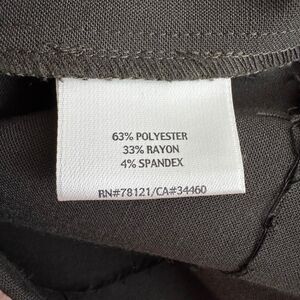 63% POLYESTER
33% RAYON
4% SPANDEX
RN#78121/CA#34460